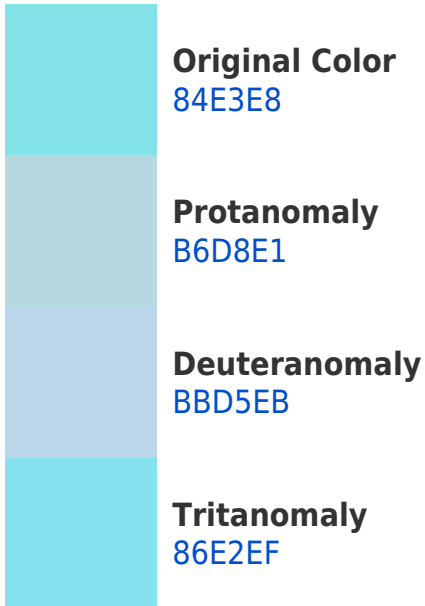 Original Color
84E3E8
Protanomaly
B6D8E1
Deuteranomaly
BBD5EB
Tritanomaly
86E2EF